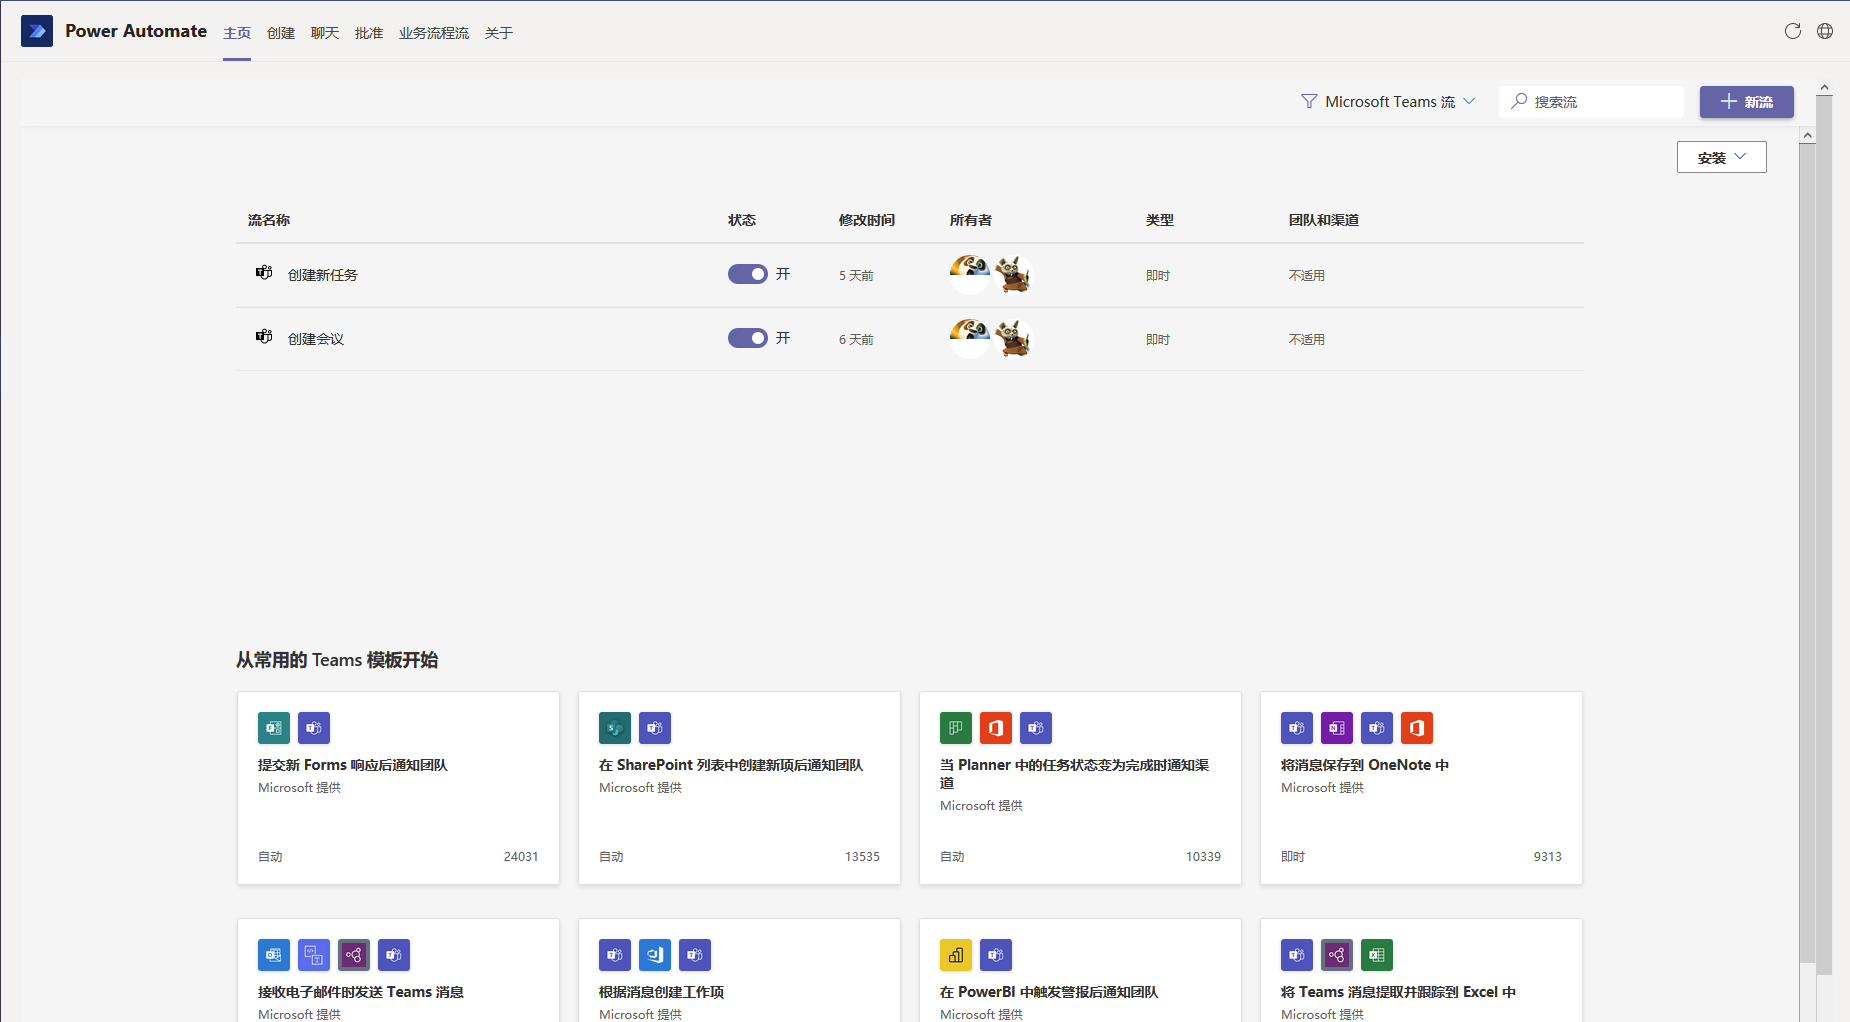 Power Automate 主页 创建 聊天 批准 业务流程流 关于
Microsoft Teams 流 搜索流 新流
安装
流名称 状态 修改时间 所有者 类型 团队和渠道
创建新任务 开 5 天前 即时 不适用
创建会议 开 6 天前 即时 不适用
从常用的 Teams 模板开始
提交新 Forms 响应后通知团队
Microsoft 提供
自动 24031
在 SharePoint 列表中创建新项后通知团队
Microsoft 提供
自动 13535
当 Planner 中的任务状态变为完成时通知渠
道
Microsoft 提供
自动 10339
将消息保存到 OneNote 中
Microsoft 提供
即时 9313
接收电子邮件时发送 Teams 消息
Microsoft 提供
根据消息创建工作项
Microsoft 提供
在 PowerBI 中触发警报后通知团队
Microsoft 提供
将 Teams 消息提取并跟踪到 Excel 中
Microsoft 提供